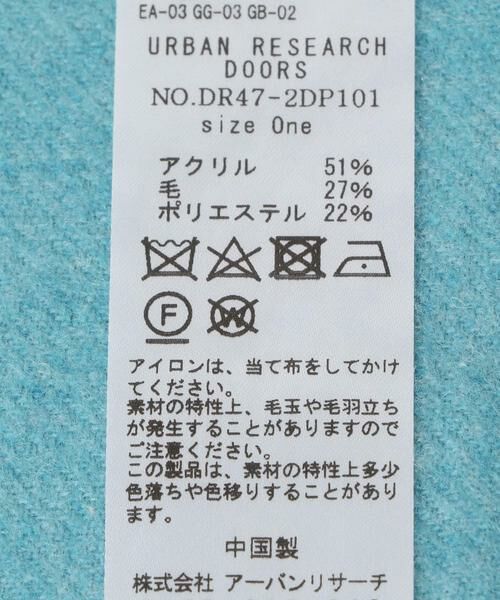 EA-03 GG-03 GB-02
URBAN RESEARCH
DOORS
NO.DR47-2DP101
size One
アクリル 51%
毛 27%
ポリエステル 22%
F W
アイロンは、当て布をしてかけ
てください。
素材の特性上、毛玉や毛羽立ち
が発生することがありますので
ご注意ください。
この製品は、素材の特性上多少
色落ちや色移りすることがあり
ます。
中国製
株式会社 アーバンリサーチ